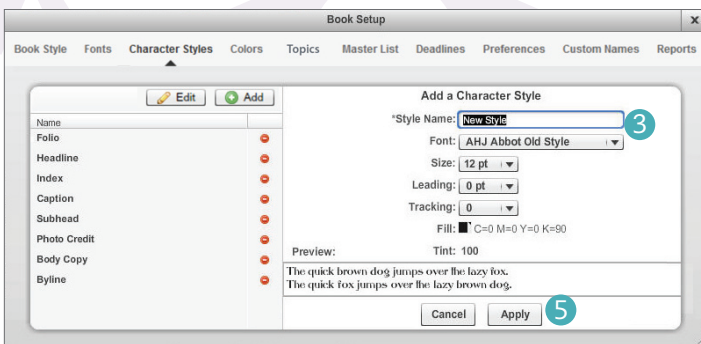 Book Setup
x
Book Style Fonts Character Styles Colors Topics Master List Deadlines Preferences Custom Names Reports
Edit Add
Name
Folio
Headline
Index
Caption
Subhead
Photo Credit
Body Copy
Byline
Add a Character Style
*Style Name: New Style
3
Font: AHJ Abbot Old Style
Size: 12 pt
Leading: 0 pt
Tracking: 0
Fill: C=0 M=0 Y=0 K=90
Preview: Tint: 100
The quick brown dog jumps over the lazy fox.
The quick fox jumps over the lazy brown dog.
Cancel Apply
5